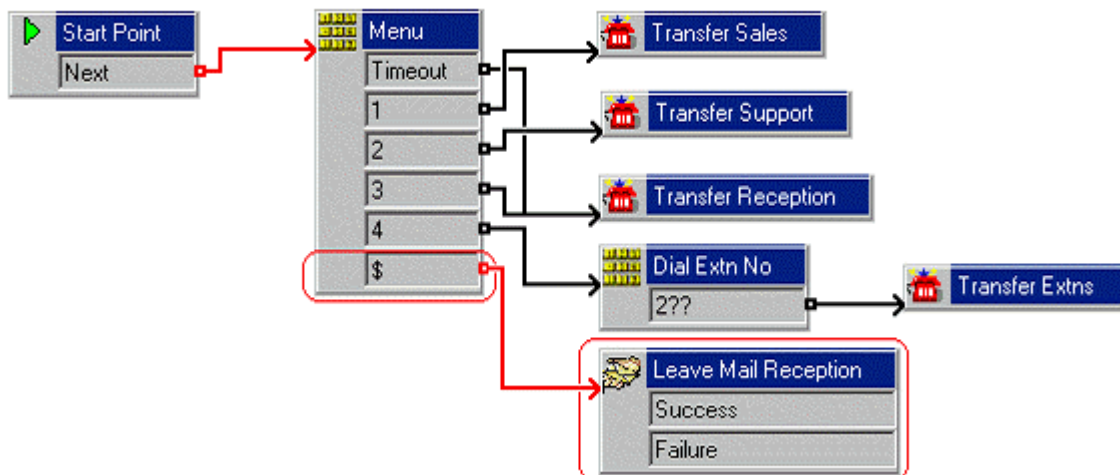 Start Point
Next
Menu
Timeout
1
2
3
4
$
Transfer Sales
Transfer Support
Transfer Reception
Dial Extn No
2??
Transfer Extns
Leave Mail Reception
Success
Failure